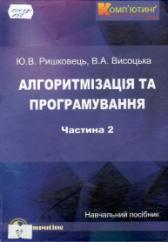 Комп'ютинг
Ю.В. Ришковець, В.А. Висоцька
АЛГОРИТМІЗАЦІЯ ТА
ПРОГРАМУВАННЯ
Частина 2
Навчальний посібник